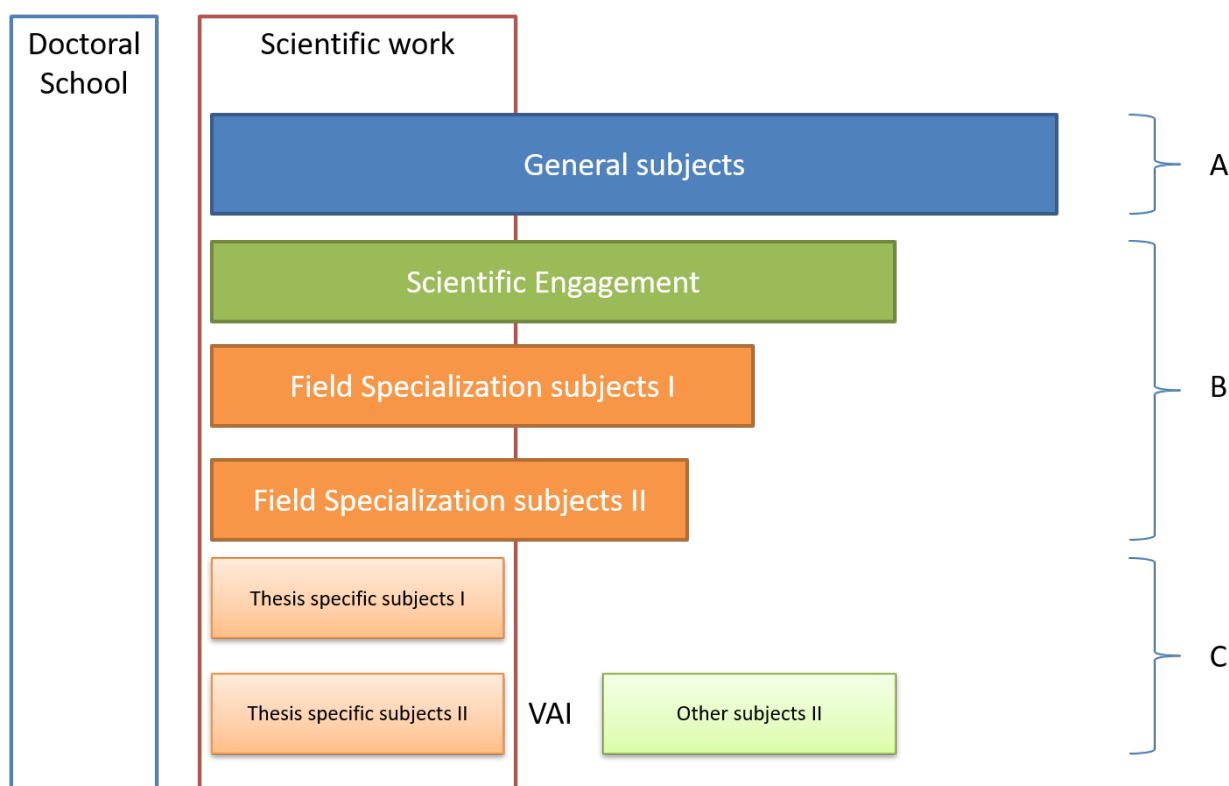 Doctoral
School
Scientific work
General subjects
A
Scientific Engagement
Field Specialization subjects I
B
Field Specialization subjects II
Thesis specific subjects I
C
Thesis specific subjects II
VAI
Other subjects II